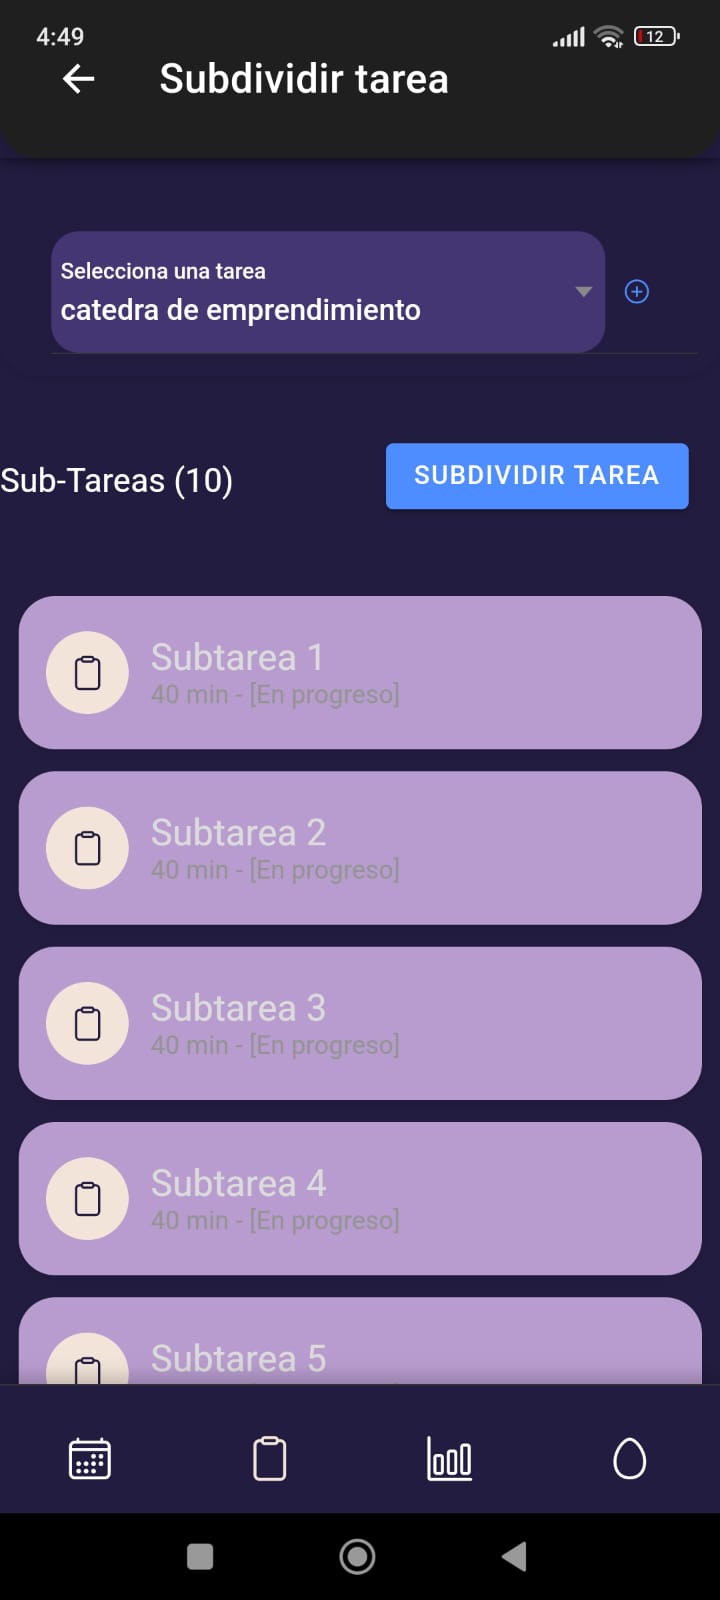 4:49
12
Subdividir tarea
Selecciona una tarea
catedra de emprendimiento
Sub-Tareas (10)
SUBDIVIDIR TAREA
Subtarea 1
40 min - [En progreso]
Subtarea 2
40 min - [En progreso]
Subtarea 3
40 min - [En progreso]
Subtarea 4
40 min - [En progreso]
Subtarea 5